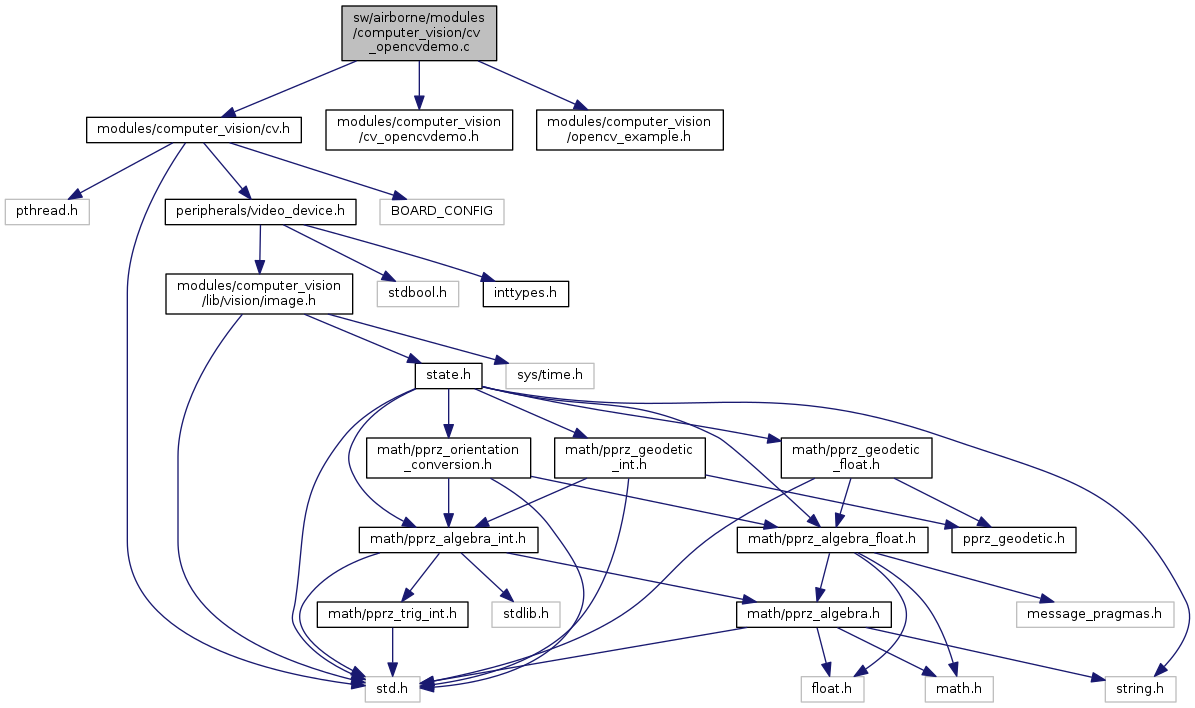 sw/airborne/modules
/computer_vision/cv
_opencvdemo.c
modules/computer_vision/cv.h
modules/computer_vision
/cv_opencvdemo.h
modules/computer_vision
/opencv_example.h
pthread.h
peripherals/video_device.h
BOARD_CONFIG
modules/computer_vision
/lib/vision/image.h
stdbool.h
inttypes.h
state.h
sys/time.h
math/pprz_orientation
_conversion.h
math/pprz_geodetic
_int.h
math/pprz_geodetic
_float.h
math/pprz_algebra_int.h
math/pprz_algebra_float.h
pprz_geodetic.h
math/pprz_trig_int.h
stdlib.h
math/pprz_algebra.h
message_pragmas.h
std.h
float.h
math.h
string.h